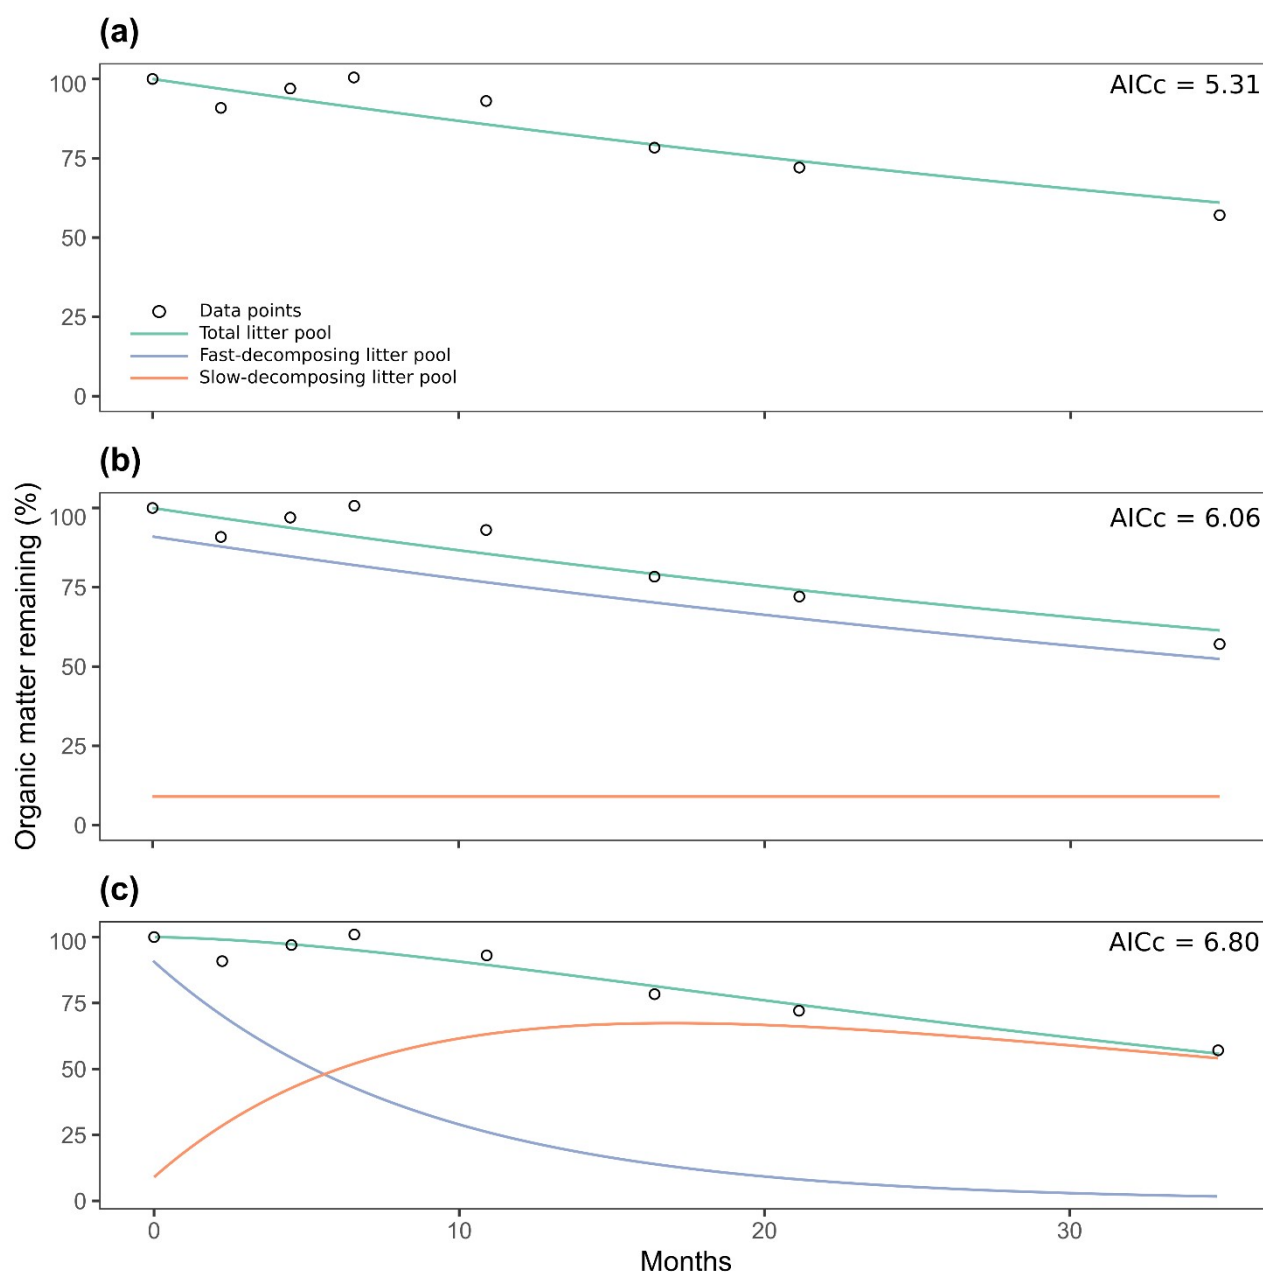 (a)
AICc = 5.31
100
75
50
25
0
Data points
Total litter pool
Fast-decomposing litter pool
Slow-decomposing litter pool
(b)
AICc = 6.06
100
75
50
25
0
Organic matter remaining (%)
(c)
AICc = 6.80
100
75
50
25
0
0 10 20 30
Months